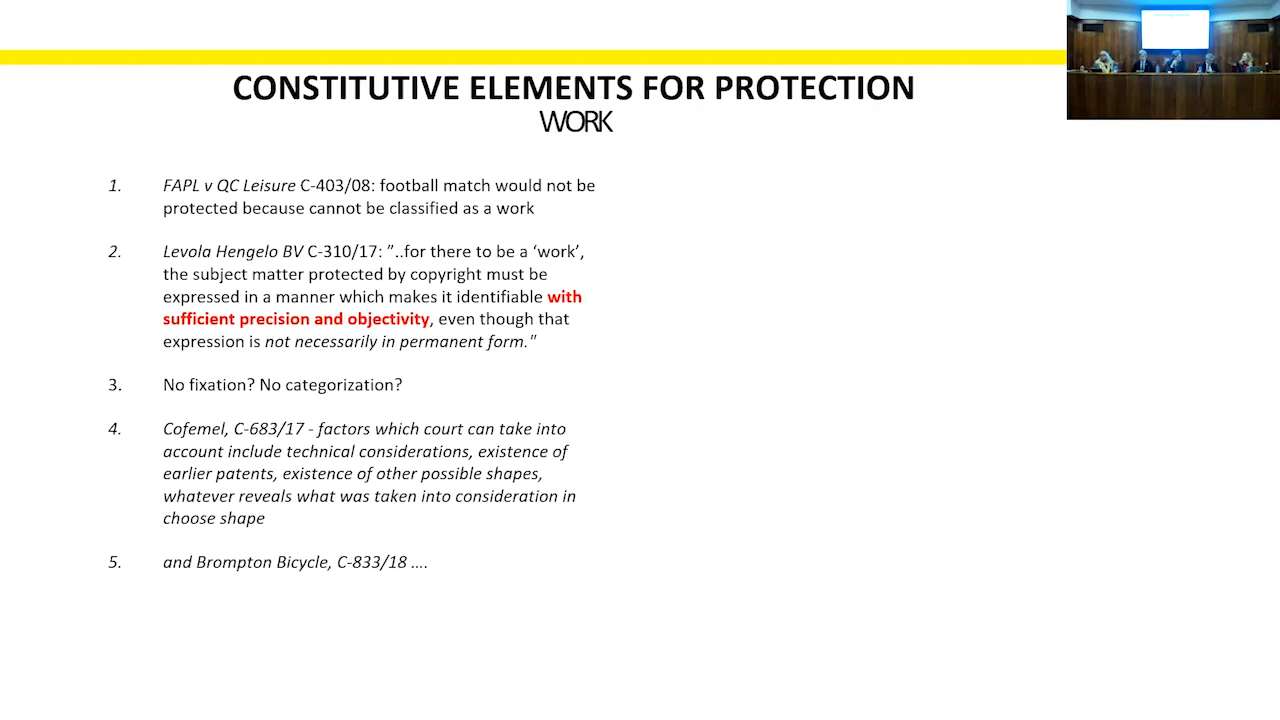 CONSTITUTIVE ELEMENTS FOR PROTECTION
WORK
1. FAPL v QC Leisure C-403/08: football match would not be
protected because cannot be classified as a work
2. Levola Hengelo BV C-310/17: "..for there to be a ‘work’,
the subject matter protected by copyright must be
expressed in a manner which makes it identifiable with
sufficient precision and objectivity, even though that
expression is not necessarily in permanent form."
3. No fixation? No categorization?
4. Cofemel, C-683/17 - factors which court can take into
account include technical considerations, existence of
earlier patents, existence of other possible shapes,
whatever reveals what was taken into consideration in
choose shape
5. and Brompton Bicycle, C-833/18 ....